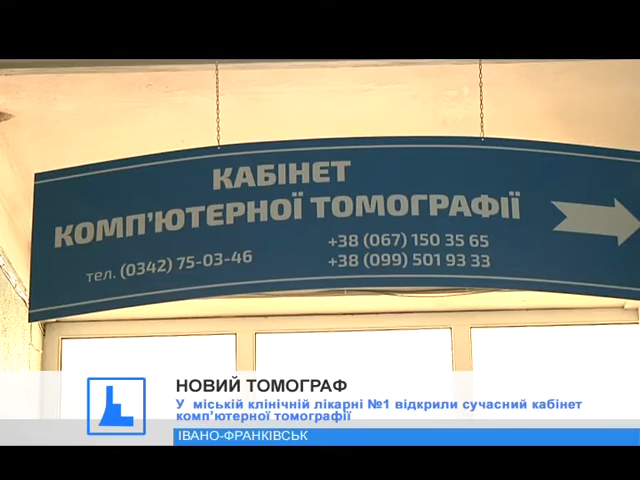 КАБІНЕТ
КОМП'ЮТЕРНОЇ ТОМОГРАФІЇ
тел. (0342) 75-03-46
+38 (067) 150 35 65
+38 (099) 501 93 33
НОВИЙ ТОМОГРАФ
У міській клінічній лікарні №1 відкрили сучасний кабінет
комп'ютерної томографії
ІВАНО-ФРАНКІВСЬК